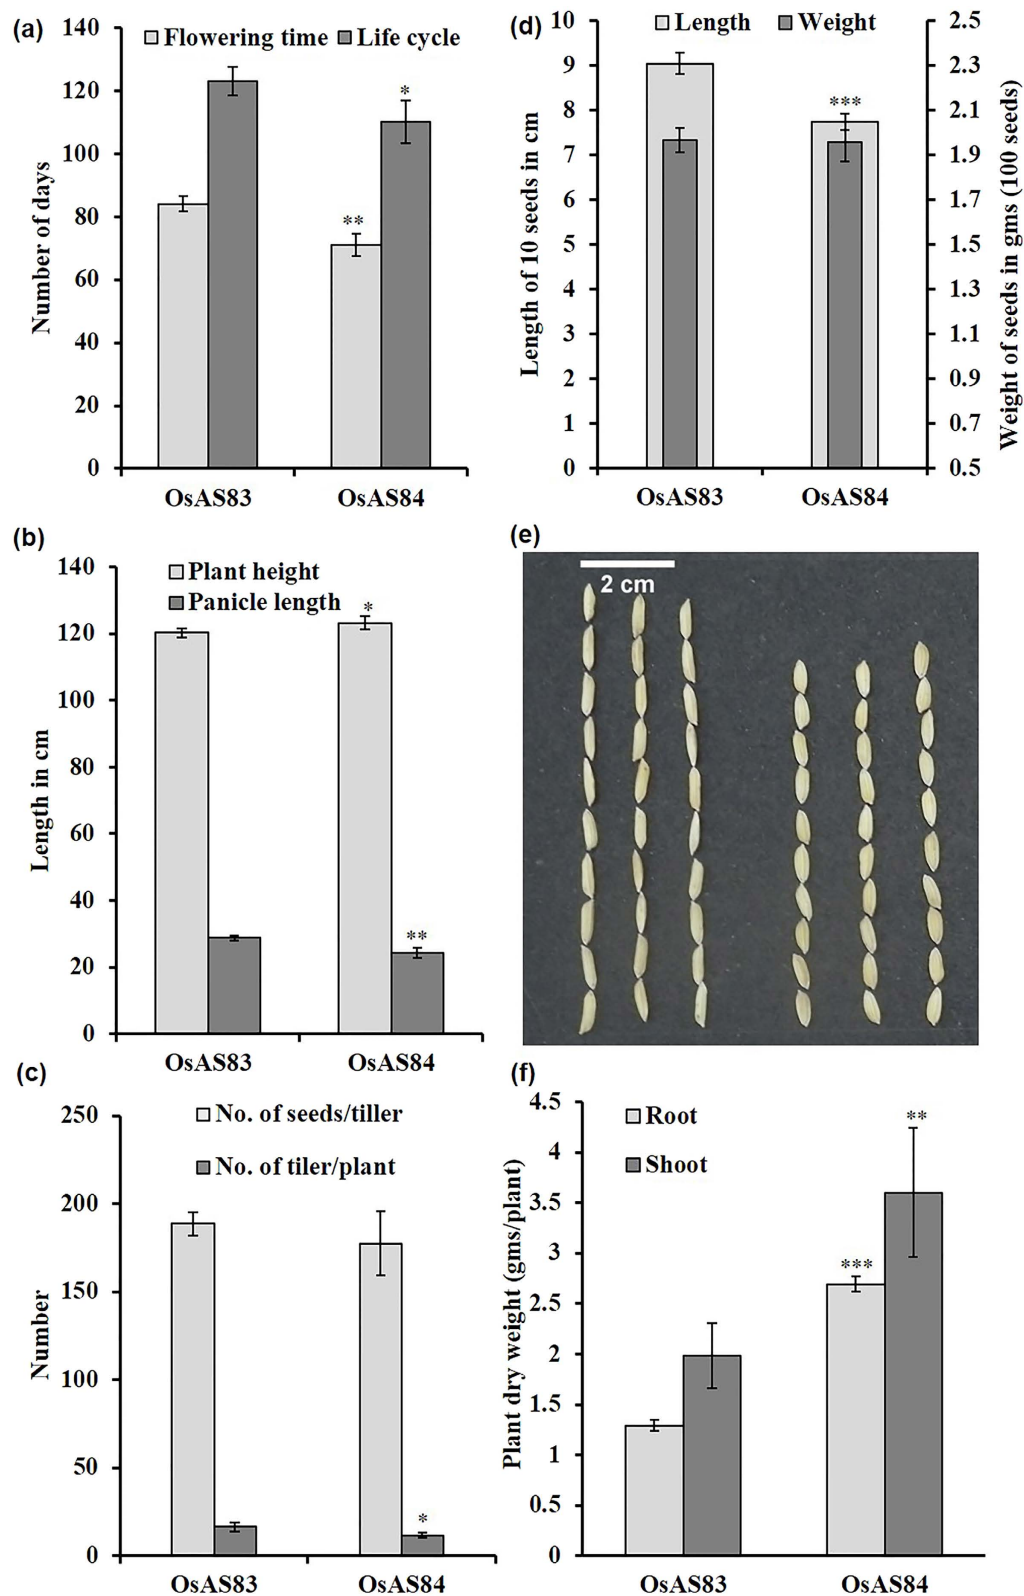 (a)
140
120
100
80
60
40
20
0
Number of days
Flowering time Life cycle
*
**
OsAS83 OsAS84
(b)
140
120
100
80
60
40
20
0
Length in cm
Plant height
Panicle length
*
**
OsAS83 OsAS84
(c)
250
200
150
100
50
0
Number
No. of seeds/tiller
No. of tiler/plant
*
OsAS83 OsAS84
(d)
10
9
8
7
6
5
4
3
2
1
0
Length of 10 seeds in cm
Length Weight
***
2.5
2.3
2.1
1.9
1.7
1.5
1.3
1.1
0.9
0.7
0.5
Weight of seeds in gms (100 seeds)
OsAS83 OsAS84
(e)
2 cm
(f)
4.5
4
3.5
3
2.5
2
1.5
1
0.5
0
Plant dry weight (gms/plant)
Root
Shoot
**
***
OsAS83 OsAS84